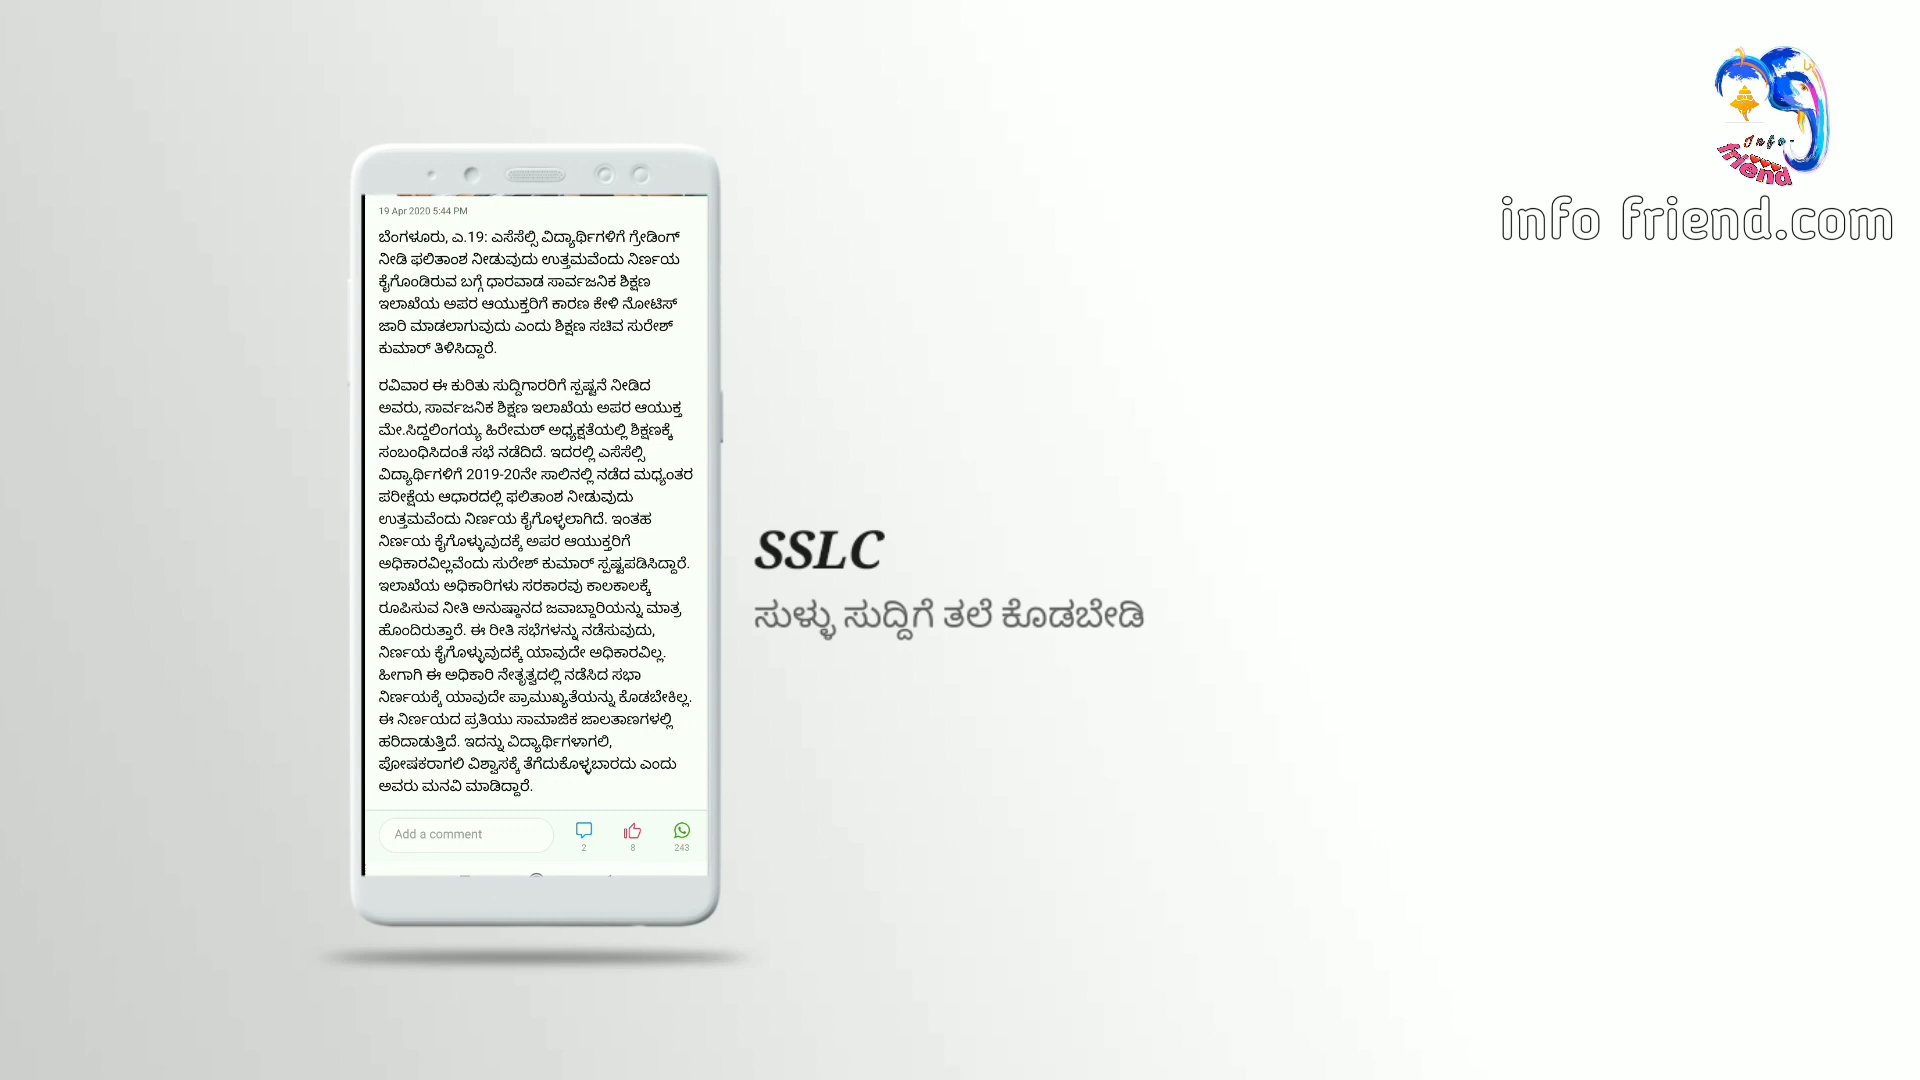 19 Apr 2020 5:44 PM
ಬೆಂಗಳೂರು, ಎ.19: ಎಸೆಸೆಲ್ಸಿ ವಿದ್ಯಾರ್ಥಿಗಳಿಗೆ ಗ್ರೇಡಿಂಗ್
ನೀಡಿ ಫಲಿತಾಂಶ ನೀಡುವುದು ಉತ್ತಮವೆಂದು ನಿರ್ಣಯ
ಕೈಗೊಂಡಿರುವ ಬಗ್ಗೆ ಧಾರವಾಡ ಸಾರ್ವಜನಿಕ ಶಿಕ್ಷಣ
ಇಲಾಖೆಯ ಅಪರ ಆಯುಕ್ತರಿಗೆ ಕಾರಣ ಕೇಳಿ ನೋಟಿಸ್
ಜಾರಿ ಮಾಡಲಾಗುವುದು ಎಂದು ಶಿಕ್ಷಣ ಸಚಿವ ಸುರೇಶ್
ಕುಮಾರ್ ತಿಳಿಸಿದ್ದಾರೆ.
ರವಿವಾರ ಈ ಕುರಿತು ಸುದ್ದಿಗಾರರಿಗೆ ಸ್ಪಷ್ಟನೆ ನೀಡಿದ
ಅವರು, ಸಾರ್ವಜನಿಕ ಶಿಕ್ಷಣ ಇಲಾಖೆಯ ಅಪರ ಆಯುಕ್ತ
ಮೇ.ಸಿದ್ದಲಿಂಗಯ್ಯ ಹಿರೇಮಠ್ ಅಧ್ಯಕ್ಷತೆಯಲ್ಲಿ ಶಿಕ್ಷಣಕ್ಕೆ
ಸಂಬಂಧಿಸಿದಂತೆ ಸಭೆ ನಡೆದಿದೆ. ಇದರಲ್ಲಿ ಎಸೆಸೆಲ್ಸಿ
ವಿದ್ಯಾರ್ಥಿಗಳಿಗೆ 2019-20ನೇ ಸಾಲಿನಲ್ಲಿ ನಡೆದ ಮಧ್ಯಂತರ
ಪರೀಕ್ಷೆಯ ಆಧಾರದಲ್ಲಿ ಫಲಿತಾಂಶ ನೀಡುವುದು
ಉತ್ತಮವೆಂದು ನಿರ್ಣಯ ಕೈಗೊಳ್ಳಲಾಗಿದೆ. ಇಂತಹ
ನಿರ್ಣಯ ಕೈಗೊಳ್ಳುವುದಕ್ಕೆ ಅಪರ ಆಯುಕ್ತರಿಗೆ
ಅಧಿಕಾರವಿಲ್ಲವೆಂದು ಸುರೇಶ್ ಕುಮಾರ್ ಸ್ಪಷ್ಟಪಡಿಸಿದ್ದಾರೆ.
ಇಲಾಖೆಯ ಅಧಿಕಾರಿಗಳು ಸರಕಾರವು ಕಾಲಕಾಲಕ್ಕೆ
ರೂಪಿಸುವ ನೀತಿ ಅನುಷ್ಠಾನದ ಜವಾಬ್ದಾರಿಯನ್ನು ಮಾತ್ರ
ಹೊಂದಿರುತ್ತಾರೆ. ಈ ರೀತಿ ಸಭೆಗಳನ್ನು ನಡೆಸುವುದು,
ನಿರ್ಣಯ ಕೈಗೊಳ್ಳುವುದಕ್ಕೆ ಯಾವುದೇ ಅಧಿಕಾರವಿಲ್ಲ.
ಹೀಗಾಗಿ ಈ ಅಧಿಕಾರಿ ನೇತೃತ್ವದಲ್ಲಿ ನಡೆಸಿದ ಸಭಾ
ನಿರ್ಣಯಕ್ಕೆ ಯಾವುದೇ ಪ್ರಾಮುಖ್ಯತೆಯನ್ನು ಕೊಡಬೇಕಿಲ್ಲ.
ಈ ನಿರ್ಣಯದ ಪ್ರತಿಯು ಸಾಮಾಜಿಕ ಜಾಲತಾಣಗಳಲ್ಲಿ
ಹರಿದಾಡುತ್ತಿದೆ. ಇದನ್ನು ವಿದ್ಯಾರ್ಥಿಗಳಾಗಲಿ,
ಪೋಷಕರಾಗಲಿ ವಿಶ್ವಾಸಕ್ಕೆ ತೆಗೆದುಕೊಳ್ಳಬಾರದು ಎಂದು
ಅವರು ಮನವಿ ಮಾಡಿದ್ದಾರೆ.
Add a comment
2 8 243
SSLC
ಸುಳ್ಳು ಸುದ್ದಿಗೆ ತಲೆ ಕೊಡಬೇಡಿ
Info-
friend
info friend.com